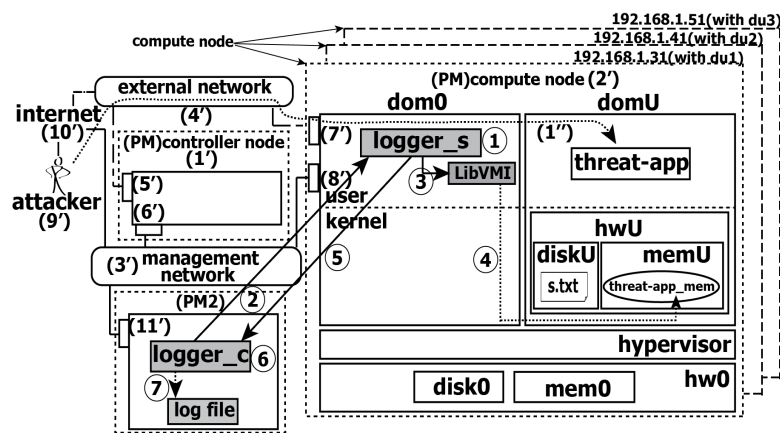 192.168.1.51(with du3)
compute node
192.168.1.41(with du2)
192.168.1.31(with du1)
external network
(4')
(PM)compute node (2')
dom0
domU
internet
(10')
(PM)controller node
(1')
(7')
logger_s
1
(1'')
threat-app
attacker
(9')
(5')
(6')
(8')
user
3
LibVMI
kernel
hwU
diskU
memU
s.txt
threat-app_mem
(3') management
network
5
4
(PM2)
2
(11')
logger_c
6
7
log file
hypervisor
hw0
disk0
mem0